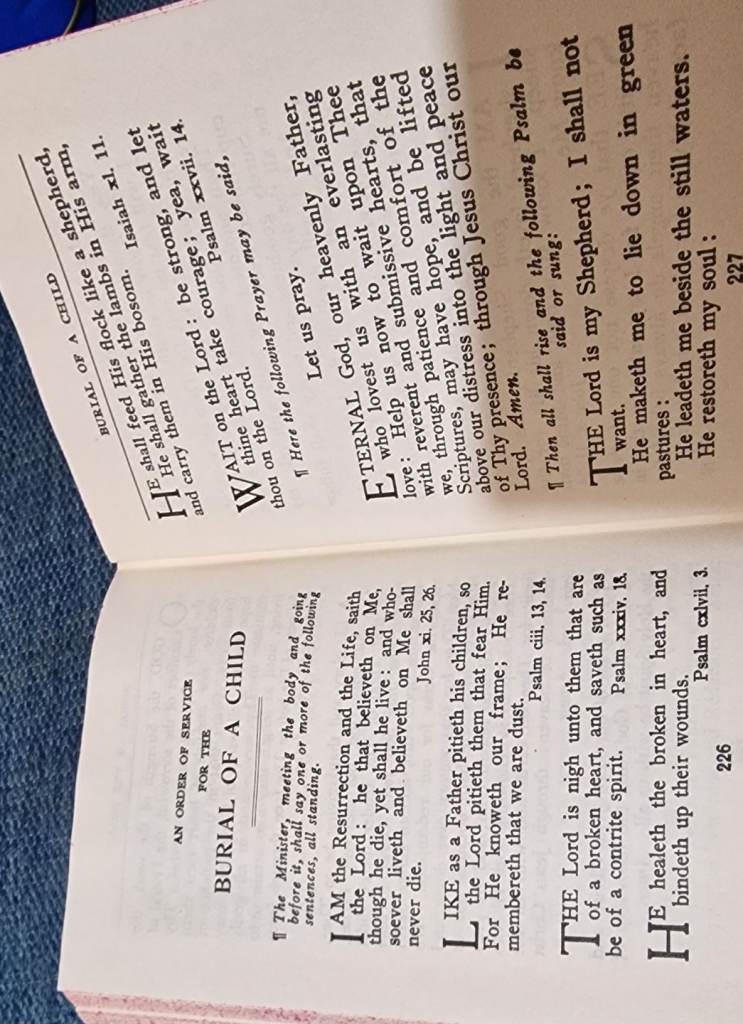 AN ORDER OF SERVICE
FOR THE
BURIAL OF A CHILD
¶ The Minister, meeting the body and going
before it, shall say one or more of the following
sentences, all standing.
I AM the Resurrection and the Life, saith
the Lord: he that believeth on Me,
though he die, yet shall he live: and who-
soever liveth and believeth on Me shall
never die. John xi, 25, 26.
LIKE as a Father pitieth his children, so
the Lord pitieth them that fear Him.
For He knoweth our frame; He re-
membereth that we are dust.
Psalm ciii, 13, 14.
THE Lord is nigh unto them that are
of a broken heart, and saveth such as
be of a contrite spirit. Psalm xxxiv, 18.
HE healeth the broken in heart, and
bindeth up their wounds.
Psalm cxlvii, 3.
226
BURIAL OF A CHILD
HE shall feed His flock like a shepherd,
He shall gather the lambs in His arm,
and carry them in His bosom. Isaiah xl. 11.
WAIT on the Lord: be strong, and let
thine heart take courage; yea, wait
thou on the Lord. Psalm xxvii. 14.
¶ Here the following Prayer may be said,
Let us pray.
ETERNAL God, our heavenly Father,
who lovest us with an everlasting
love: Help us now to wait upon Thee
with reverent and submissive hearts, that
we, through patience and comfort of the
Scriptures, may have hope, and be lifted
above our distress into the light and peace
of Thy presence; through Jesus Christ our
Lord. Amen.
¶ Then all shall rise and the following Psalm be
said or sung:
THE Lord is my Shepherd; I shall not
want.
He maketh me to lie down in green
pastures:
He leadeth me beside the still waters.
He restoreth my soul:
227